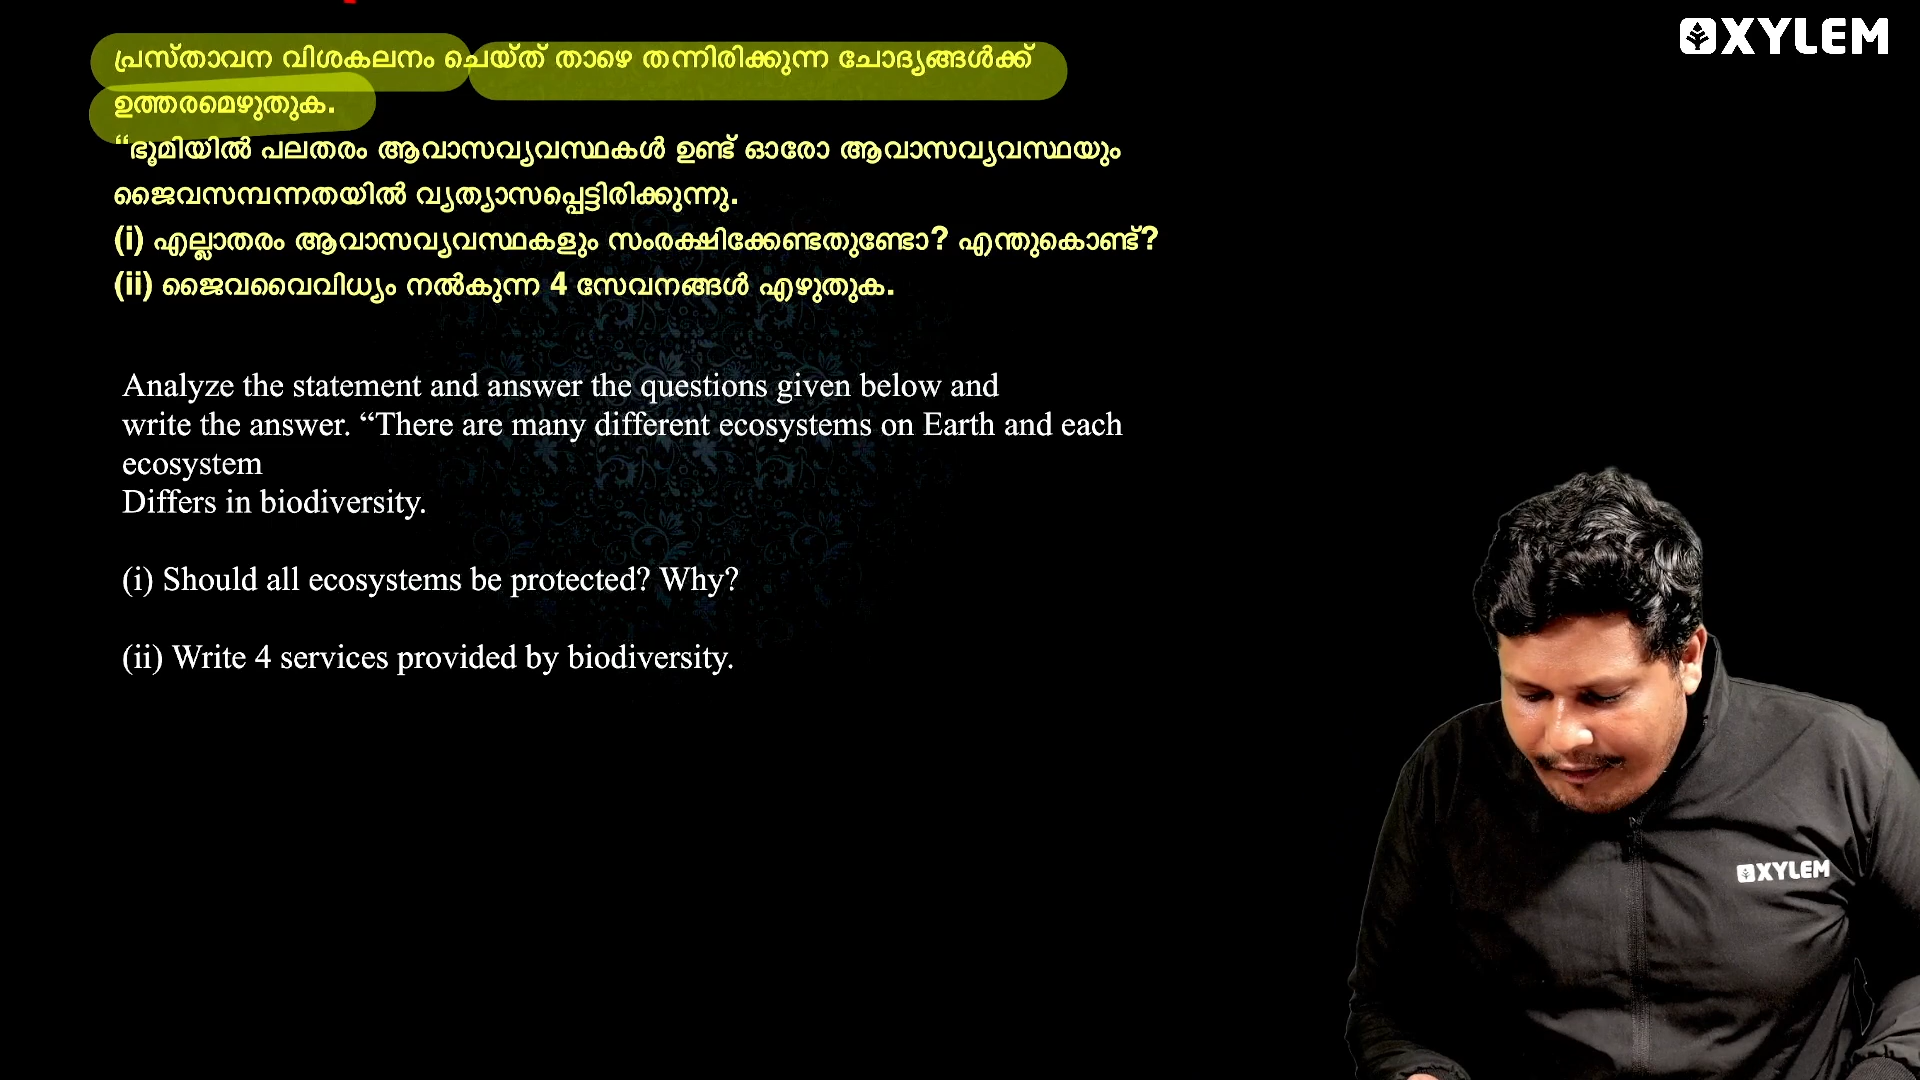 XYLEM
പ്രസ്താവന വിശകലനം ചെയ്ത് താഴെ തന്നിരിക്കുന്ന ചോദ്യങ്ങൾക്ക്
ഉത്തരമെഴുതുക.
“ഭൂമിയിൽ പലതരം ആവാസവ്യവസ്ഥകൾ ഉണ്ട് ഓരോ ആവാസവ്യവസ്ഥയും
ജൈവസമ്പന്നതയിൽ വ്യത്യാസപ്പെട്ടിരിക്കുന്നു.
(i) എല്ലാതരം ആവാസവ്യവസ്ഥകളും സംരക്ഷിക്കേണ്ടതുണ്ടോ? എന്തുകൊണ്ട്?
(ii) ജൈവവൈവിധ്യം നൽകുന്ന 4 സേവനങ്ങൾ എഴുതുക.
Analyze the statement and answer the questions given below and
write the answer. “There are many different ecosystems on Earth and each
ecosystem
Differs in biodiversity.
(i) Should all ecosystems be protected? Why?
(ii) Write 4 services provided by biodiversity.
XYLEM